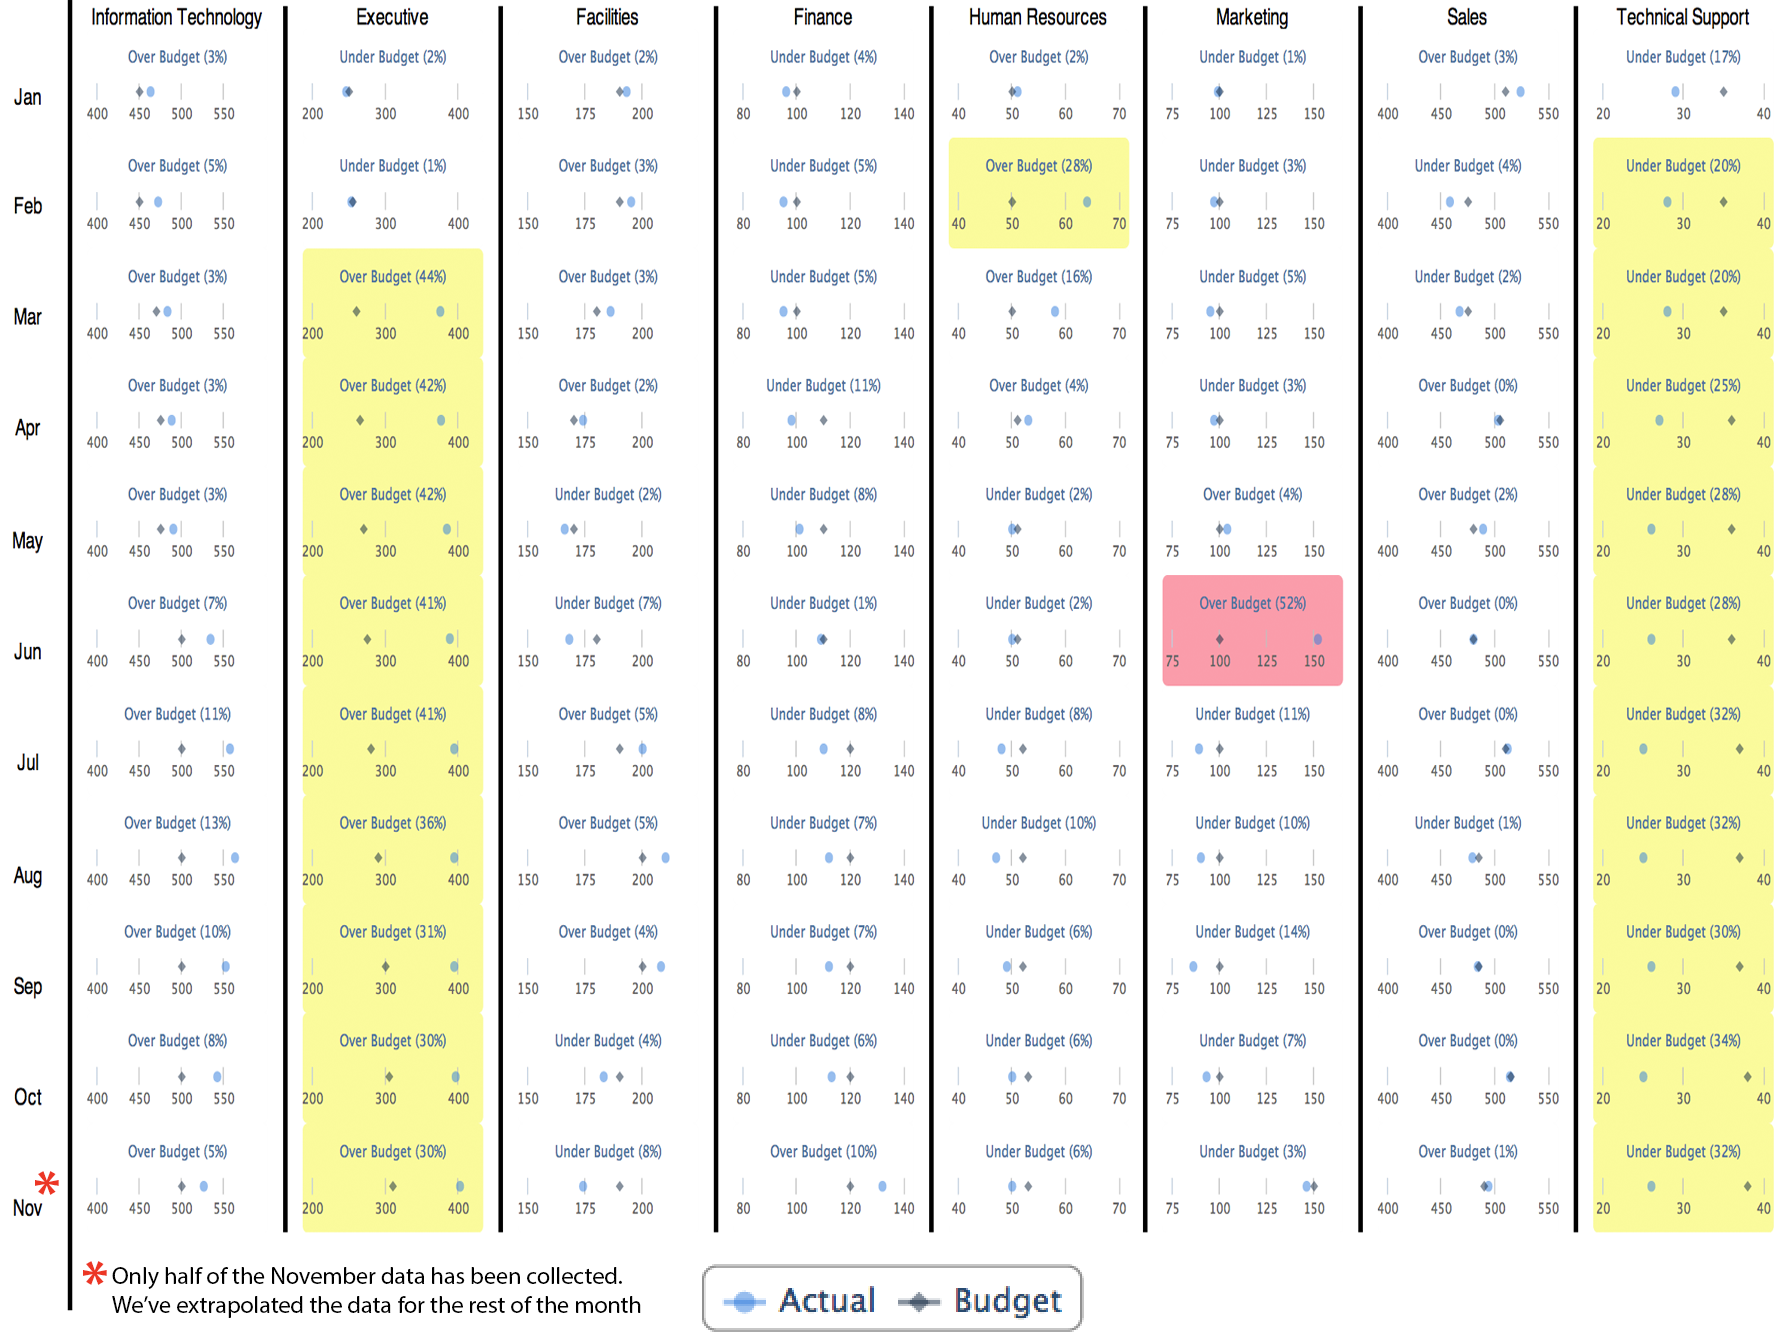 Information Technology Executive Facilities Finance Human Resources Marketing Sales Technical Support
Over Budget (3%) Under Budget (2%) Over Budget (2%) Under Budget (4%) Over Budget (2%) Under Budget (1%) Over Budget (3%) Under Budget (17%)
Jan
400 450 500 550 200 300 400 150 175 200 80 100 120 140 40 50 60 70 75 100 125 150 400 450 500 550 20 30 40
Over Budget (5%) Under Budget (1%) Over Budget (3%) Under Budget (5%) Over Budget (28%) Under Budget (3%) Under Budget (4%) Under Budget (20%)
Feb
400 450 500 550 200 300 400 150 175 200 80 100 120 140 40 50 60 70 75 100 125 150 400 450 500 550 20 30 40
Over Budget (3%) Over Budget (44%) Over Budget (3%) Under Budget (5%) Over Budget (16%) Under Budget (5%) Under Budget (2%) Under Budget (20%)
Mar
400 450 500 550 200 300 400 150 175 200 80 100 120 140 40 50 60 70 75 100 125 150 400 450 500 550 20 30 40
Over Budget (3%) Over Budget (42%) Over Budget (2%) Under Budget (11%) Over Budget (4%) Under Budget (3%) Over Budget (0%) Under Budget (25%)
Apr
400 450 500 550 200 300 400 150 175 200 80 100 120 140 40 50 60 70 75 100 125 150 400 450 500 550 20 30 40
Over Budget (3%) Over Budget (42%) Under Budget (2%) Under Budget (8%) Under Budget (2%) Over Budget (4%) Over Budget (2%) Under Budget (28%)
May
400 450 500 550 200 300 400 150 175 200 80 100 120 140 40 50 60 70 75 100 125 150 400 450 500 550 20 30 40
Over Budget (7%) Over Budget (41%) Under Budget (7%) Under Budget (1%) Under Budget (2%) Over Budget (52%) Over Budget (0%) Under Budget (28%)
Jun
400 450 500 550 200 300 400 150 175 200 80 100 120 140 40 50 60 70 75 100 125 150 400 450 500 550 20 30 40
Over Budget (11%) Over Budget (41%) Over Budget (5%) Under Budget (8%) Under Budget (8%) Under Budget (11%) Over Budget (0%) Under Budget (32%)
Jul
400 450 500 550 200 300 400 150 175 200 80 100 120 140 40 50 60 70 75 100 125 150 400 450 500 550 20 30 40
Over Budget (13%) Over Budget (36%) Over Budget (5%) Under Budget (7%) Under Budget (10%) Under Budget (10%) Under Budget (1%) Under Budget (32%)
Aug
400 450 500 550 200 300 400 150 175 200 80 100 120 140 40 50 60 70 75 100 125 150 400 450 500 550 20 30 40
Over Budget (10%) Over Budget (31%) Over Budget (4%) Under Budget (7%) Under Budget (6%) Under Budget (14%) Over Budget (0%) Under Budget (30%)
Sep
400 450 500 550 200 300 400 150 175 200 80 100 120 140 40 50 60 70 75 100 125 150 400 450 500 550 20 30 40
Over Budget (8%) Over Budget (30%) Under Budget (4%) Under Budget (6%) Under Budget (6%) Under Budget (7%) Over Budget (0%) Under Budget (34%)
Oct
400 450 500 550 200 300 400 150 175 200 80 100 120 140 40 50 60 70 75 100 125 150 400 450 500 550 20 30 40
Over Budget (5%) Over Budget (30%) Under Budget (8%) Over Budget (10%) Under Budget (6%) Under Budget (3%) Over Budget (1%) Under Budget (32%)
* Nov
400 450 500 550 200 300 400 150 175 200 80 100 120 140 40 50 60 70 75 100 125 150 400 450 500 550 20 30 40
* Only half of the November data has been collected.
We've extrapolated the data for the rest of the month
Actual Budget